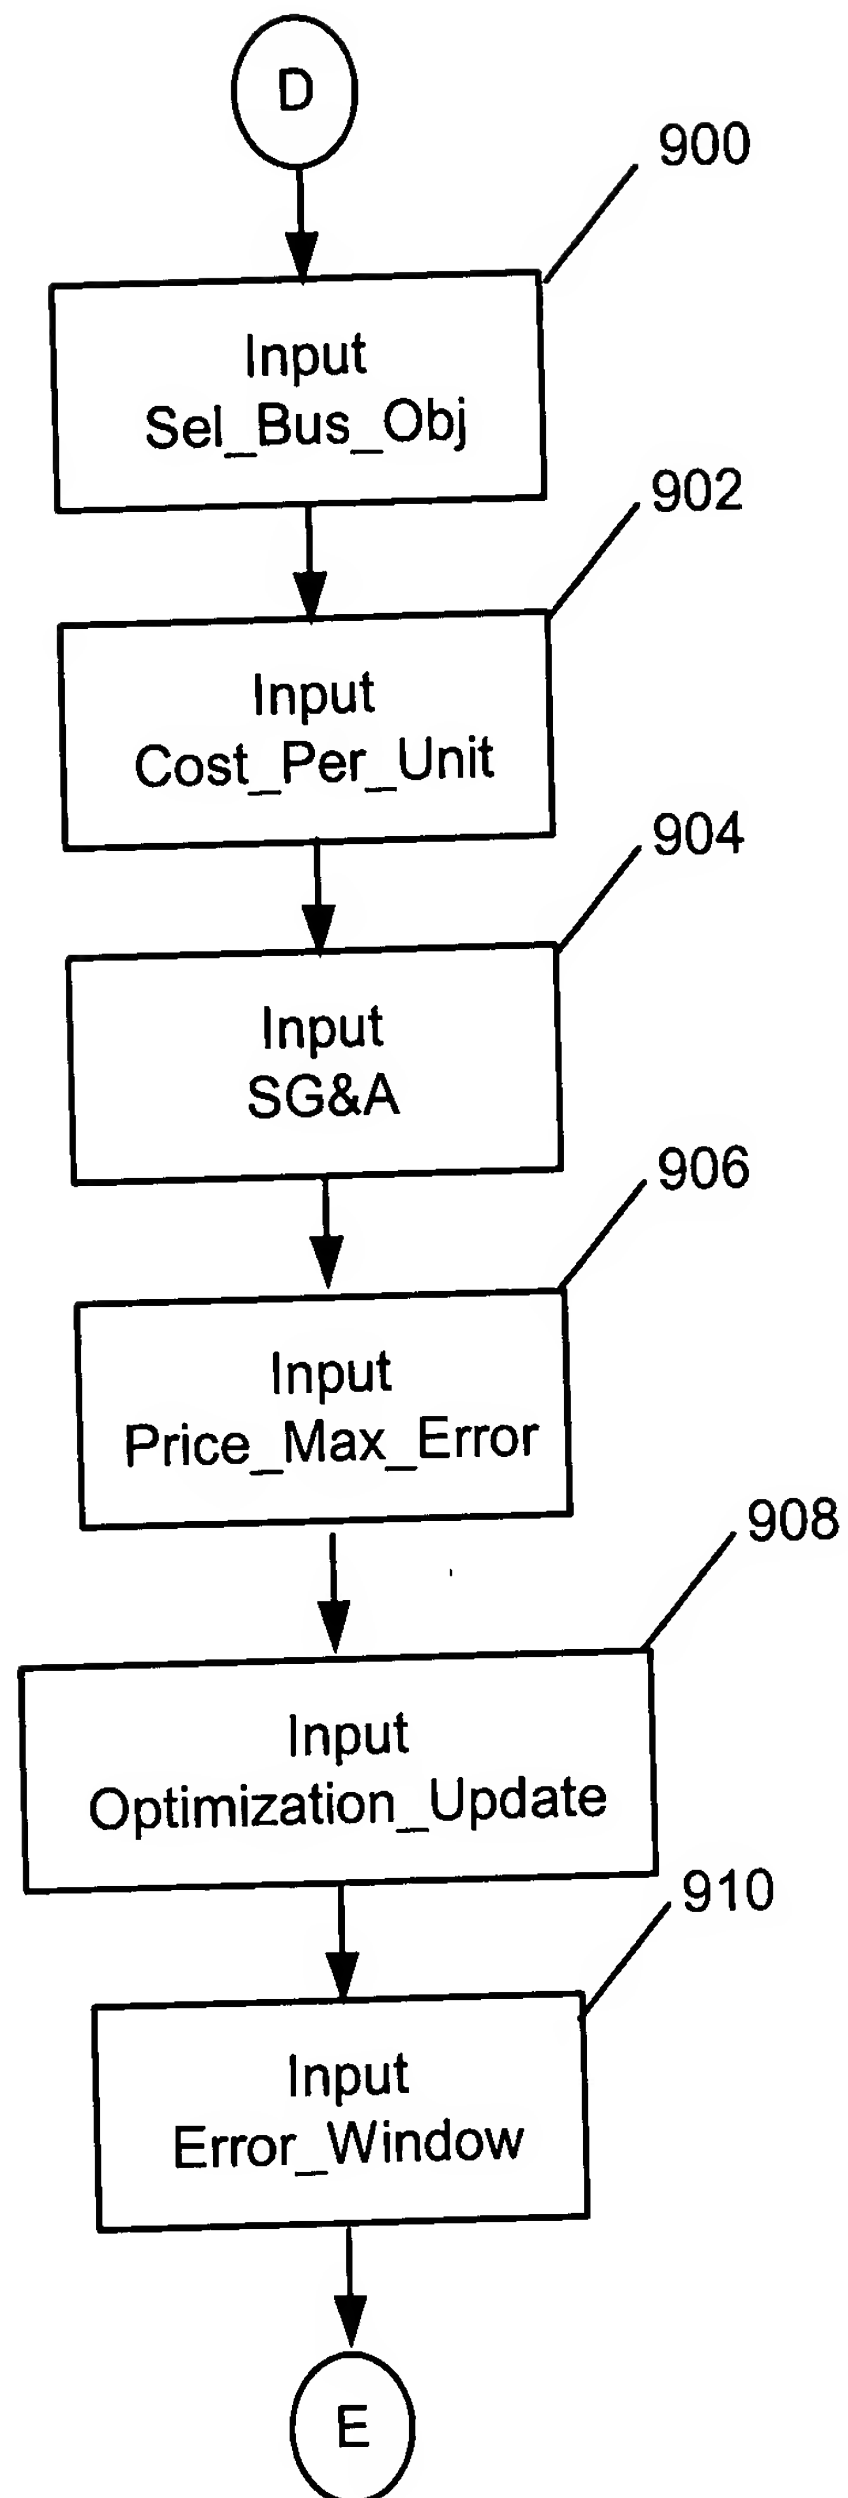 D
900
Input
Sel_Bus_Obj
902
Input
Cost_Per_Unit
904
Input
SG&A
906
Input
Price_Max_Error
908
Input
Optimization_Update
910
Input
Error_Window
E